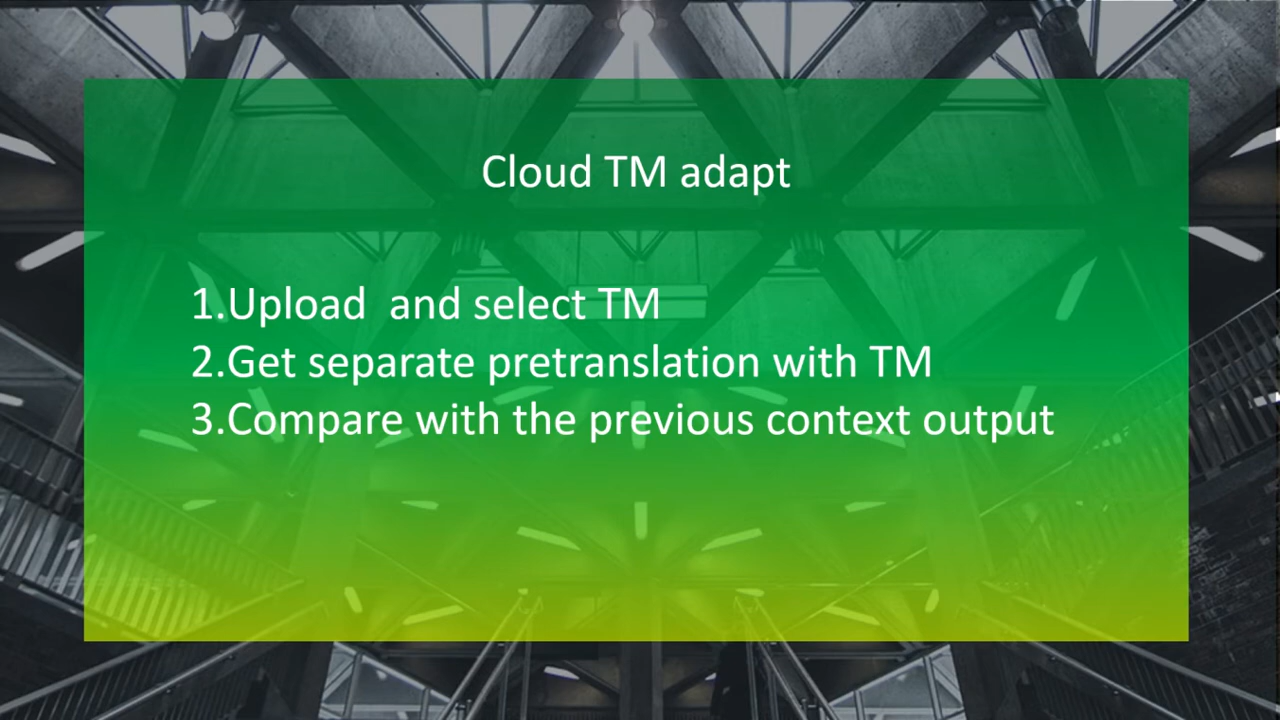 Cloud TM adapt
1.Upload  and select TM
2.Get separate pretranslation with TM
3.Compare with the previous context output